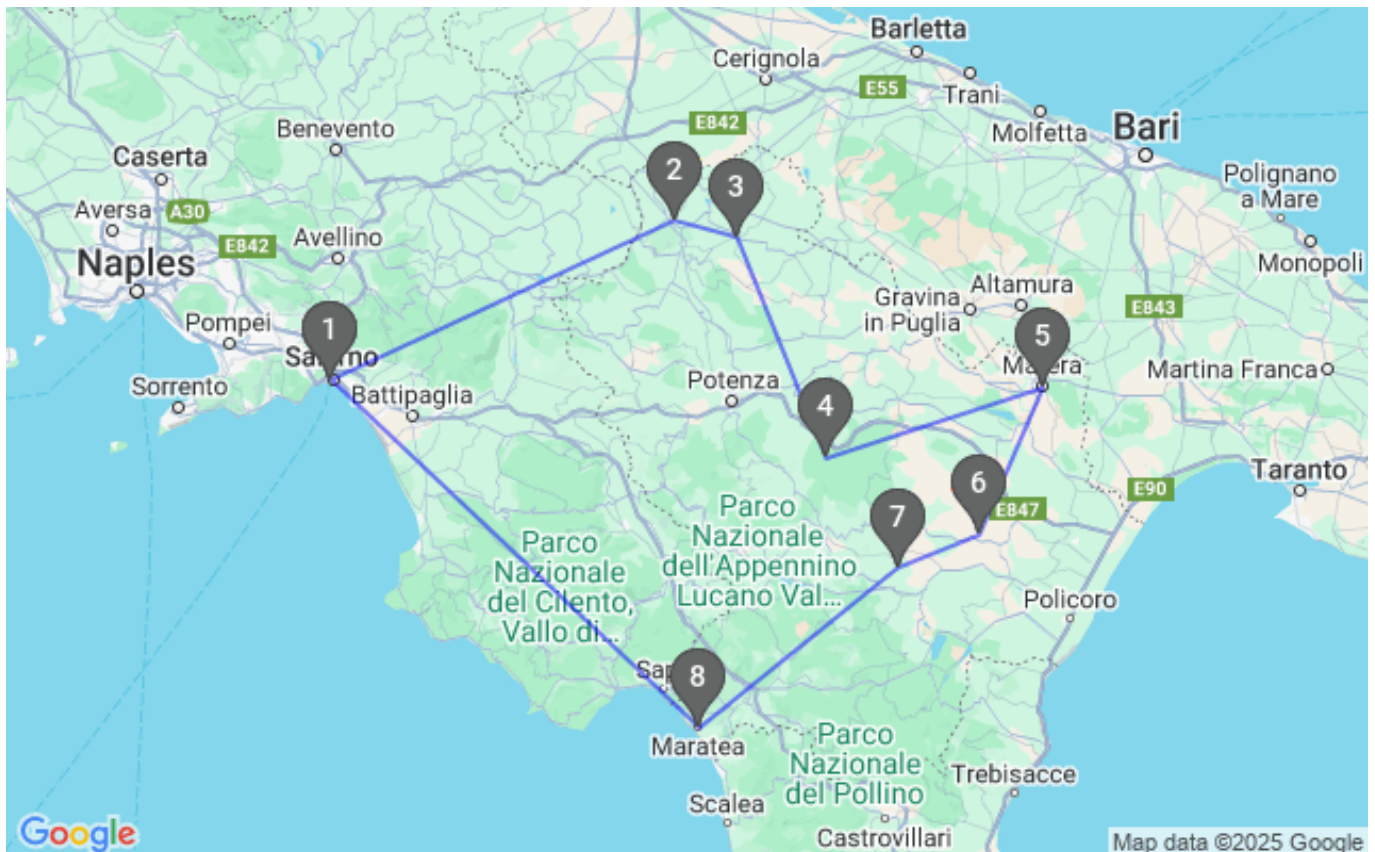 Barletta
Cerignola
E55
Trani
E842
Molfetta
Bari
Benevento
Caserta
2
3
Polignano
a Mare
Aversa
A30
E842
Avellino
Naples
Monopoli
Altamura
Gravina
in Puglia
E843
Pompei
1
5
Salerno
Matera
Martina Franca
Sorrento
Battipaglia
Potenza
4
Taranto
E90
6
E847
7
Parco
Nazionale
dell'Appennino
Lucano Val...
Parco
Nazionale
del Cilento,
Vallo di...
Policoro
Sap
8
Maratea
Parco
Nazionale
del Pollino
Trebisacce
Scalea
Castrovillari
Google
Map data ©2025 Google